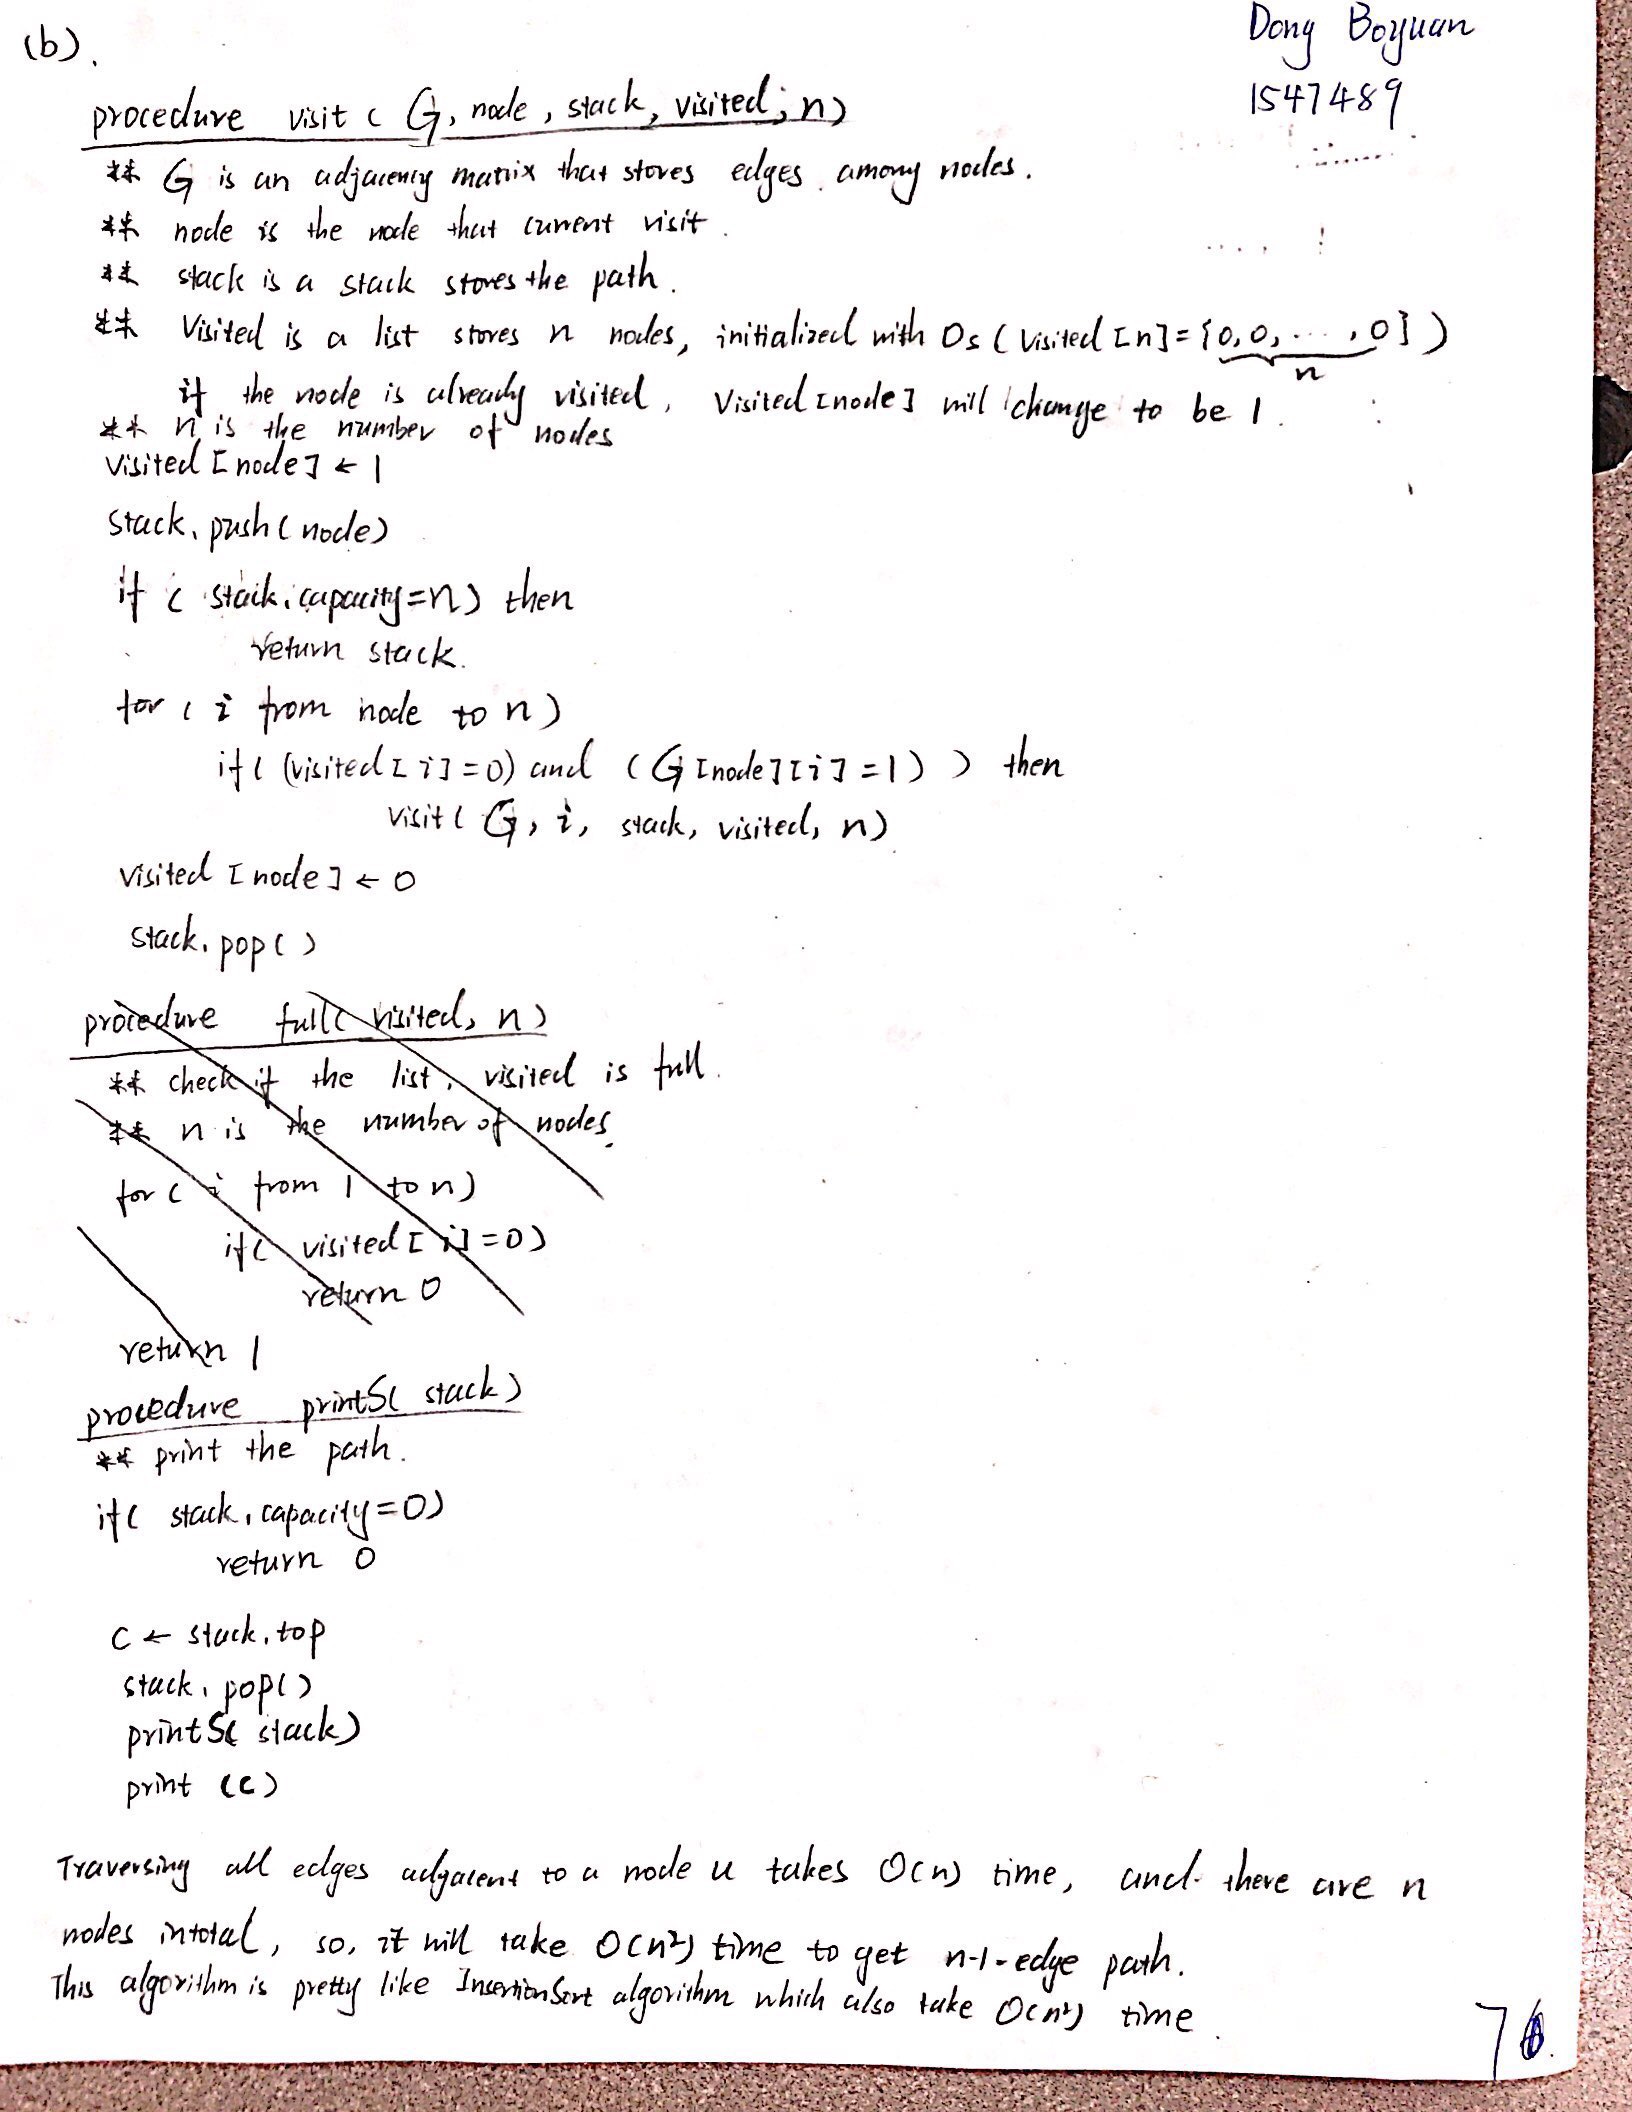 (b).
Dong Boyuan
1547489
procedure visit ( G, node, stack, visited, n)
** G is an adjacency matrix that stores edges among nodes.
** node is the node that current visit.
** stack is a stack stores the path.
** Visited is a list stores n nodes, initialized with 0s ( Visited [n] = {0, 0, ..., 0} )
n
if the node is already visited, Visited [node] will change to be 1.
** n is the number of nodes
visited [node] ← 1
stack.push(node)
if ( stack.capacity=n) then
return stack.
for ( i from node to n)
if( (visited[i]=0) and (G[node][i]=1) ) then
visit( G, i, stack, visited, n)
visited [node] ← 0
stack.pop( )
procedure full( visited, n)
** check if the list, visited is full.
** n is the number of nodes.
for ( i from 1 to n)
if( visited [i]=0)
return 0
return 1
procedure printS( stack)
** print the path.
if( stack.capacity=0)
return 0
C ← stack.top
stack.pop()
printS( stack)
print (c)
Traversing all edges adjacent to a node u takes O(n) time, and there are n
nodes intotal, so, it will take O(n²) time to get n-1-edge path.
This algorithm is pretty like InsertionSort algorithm which also take O(n²) time.